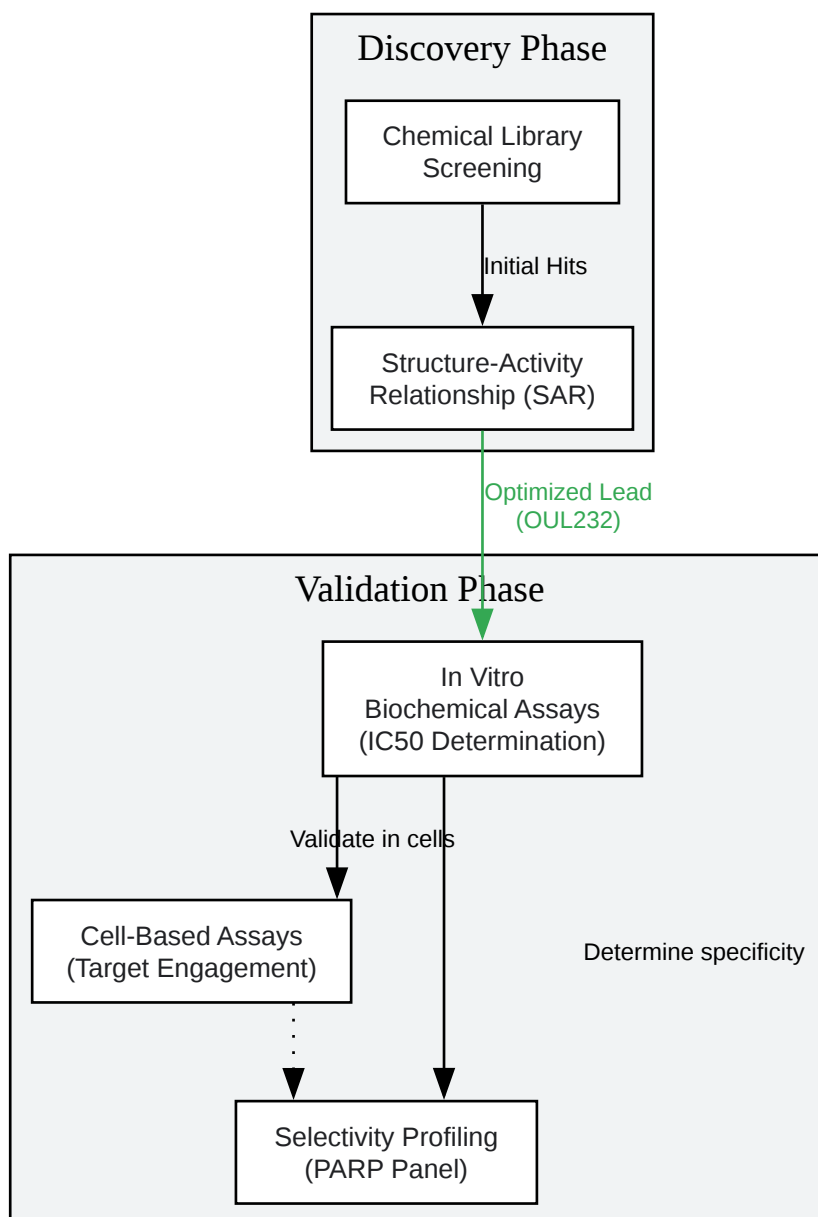 Discovery Phase
Chemical Library
Screening
Initial Hits
Structure-Activity
Relationship (SAR)
Optimized Lead
(OUL232)
Validation Phase
In Vitro
Biochemical Assays
(IC50 Determination)
Validate in cells
Cell-Based Assays
(Target Engagement)
Determine specificity
Selectivity Profiling
(PARP Panel)